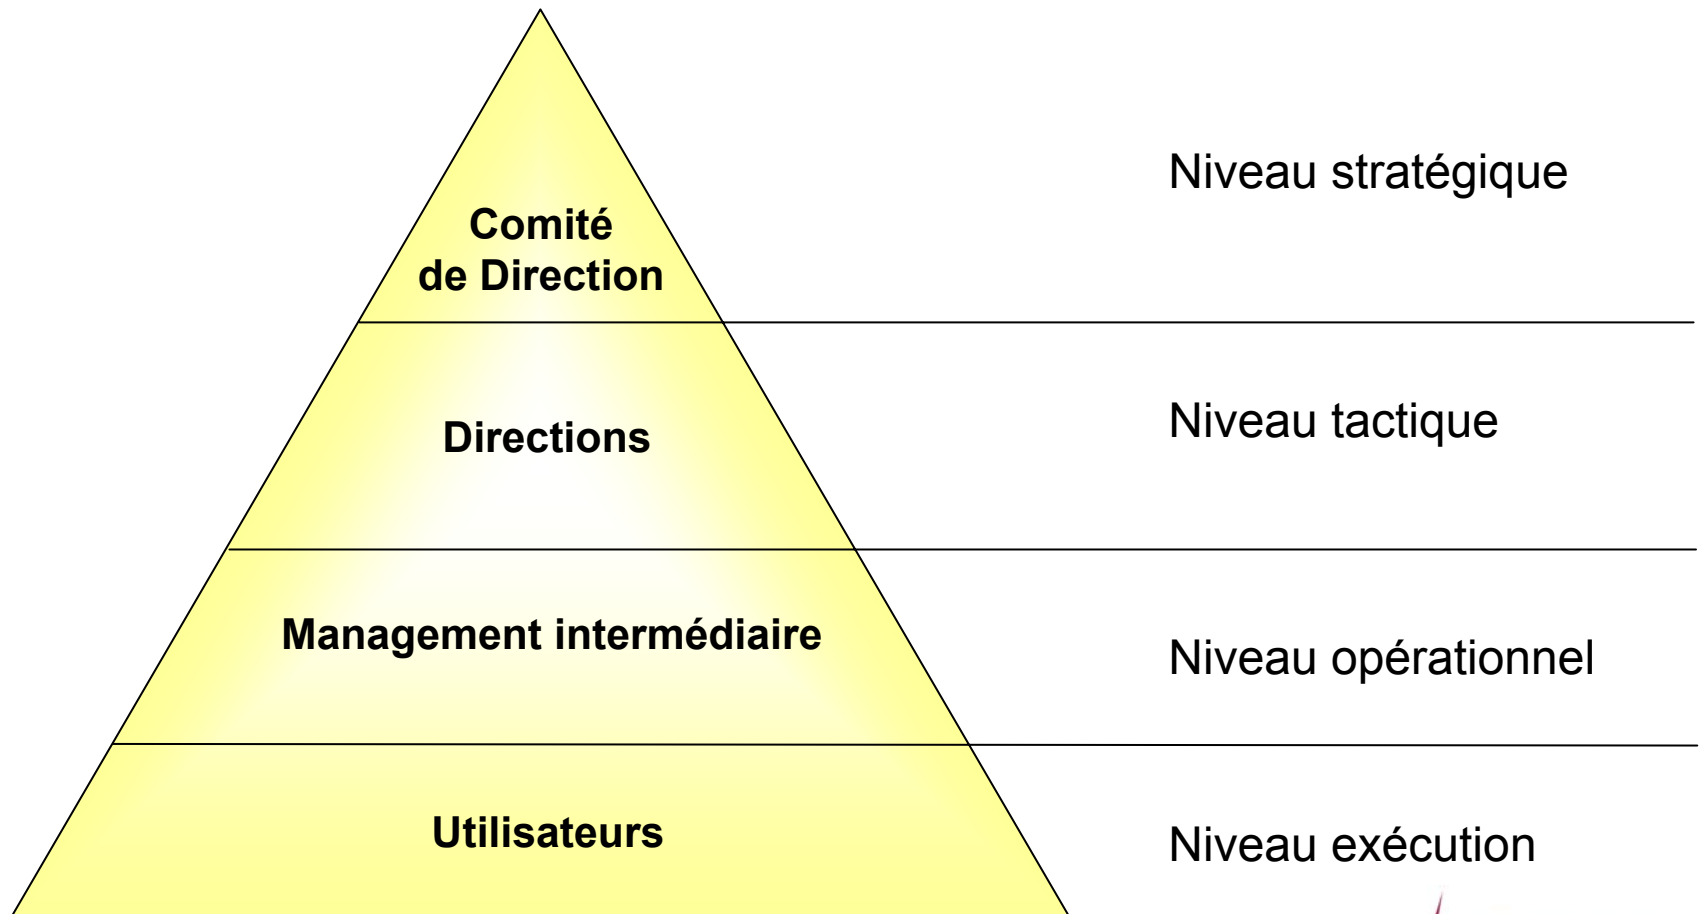 Niveau stratégique
Comité
de Direction
Niveau tactique
Directions
Management intermédiaire
Niveau opérationnel
Utilisateurs
Niveau exécution